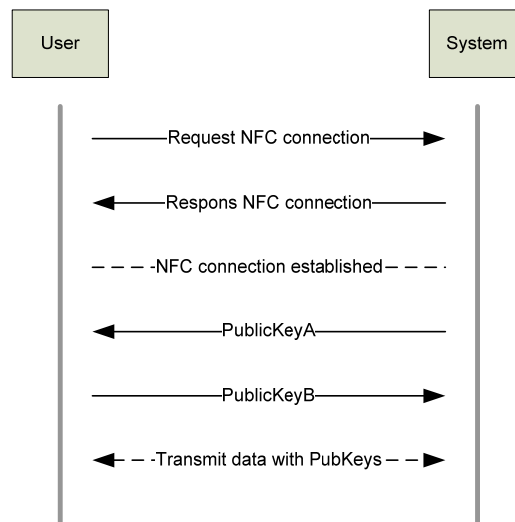 User
System
Request NFC connection
Respons NFC connection
NFC connection established
PublicKeyA
PublicKeyB
Transmit data with PubKeys